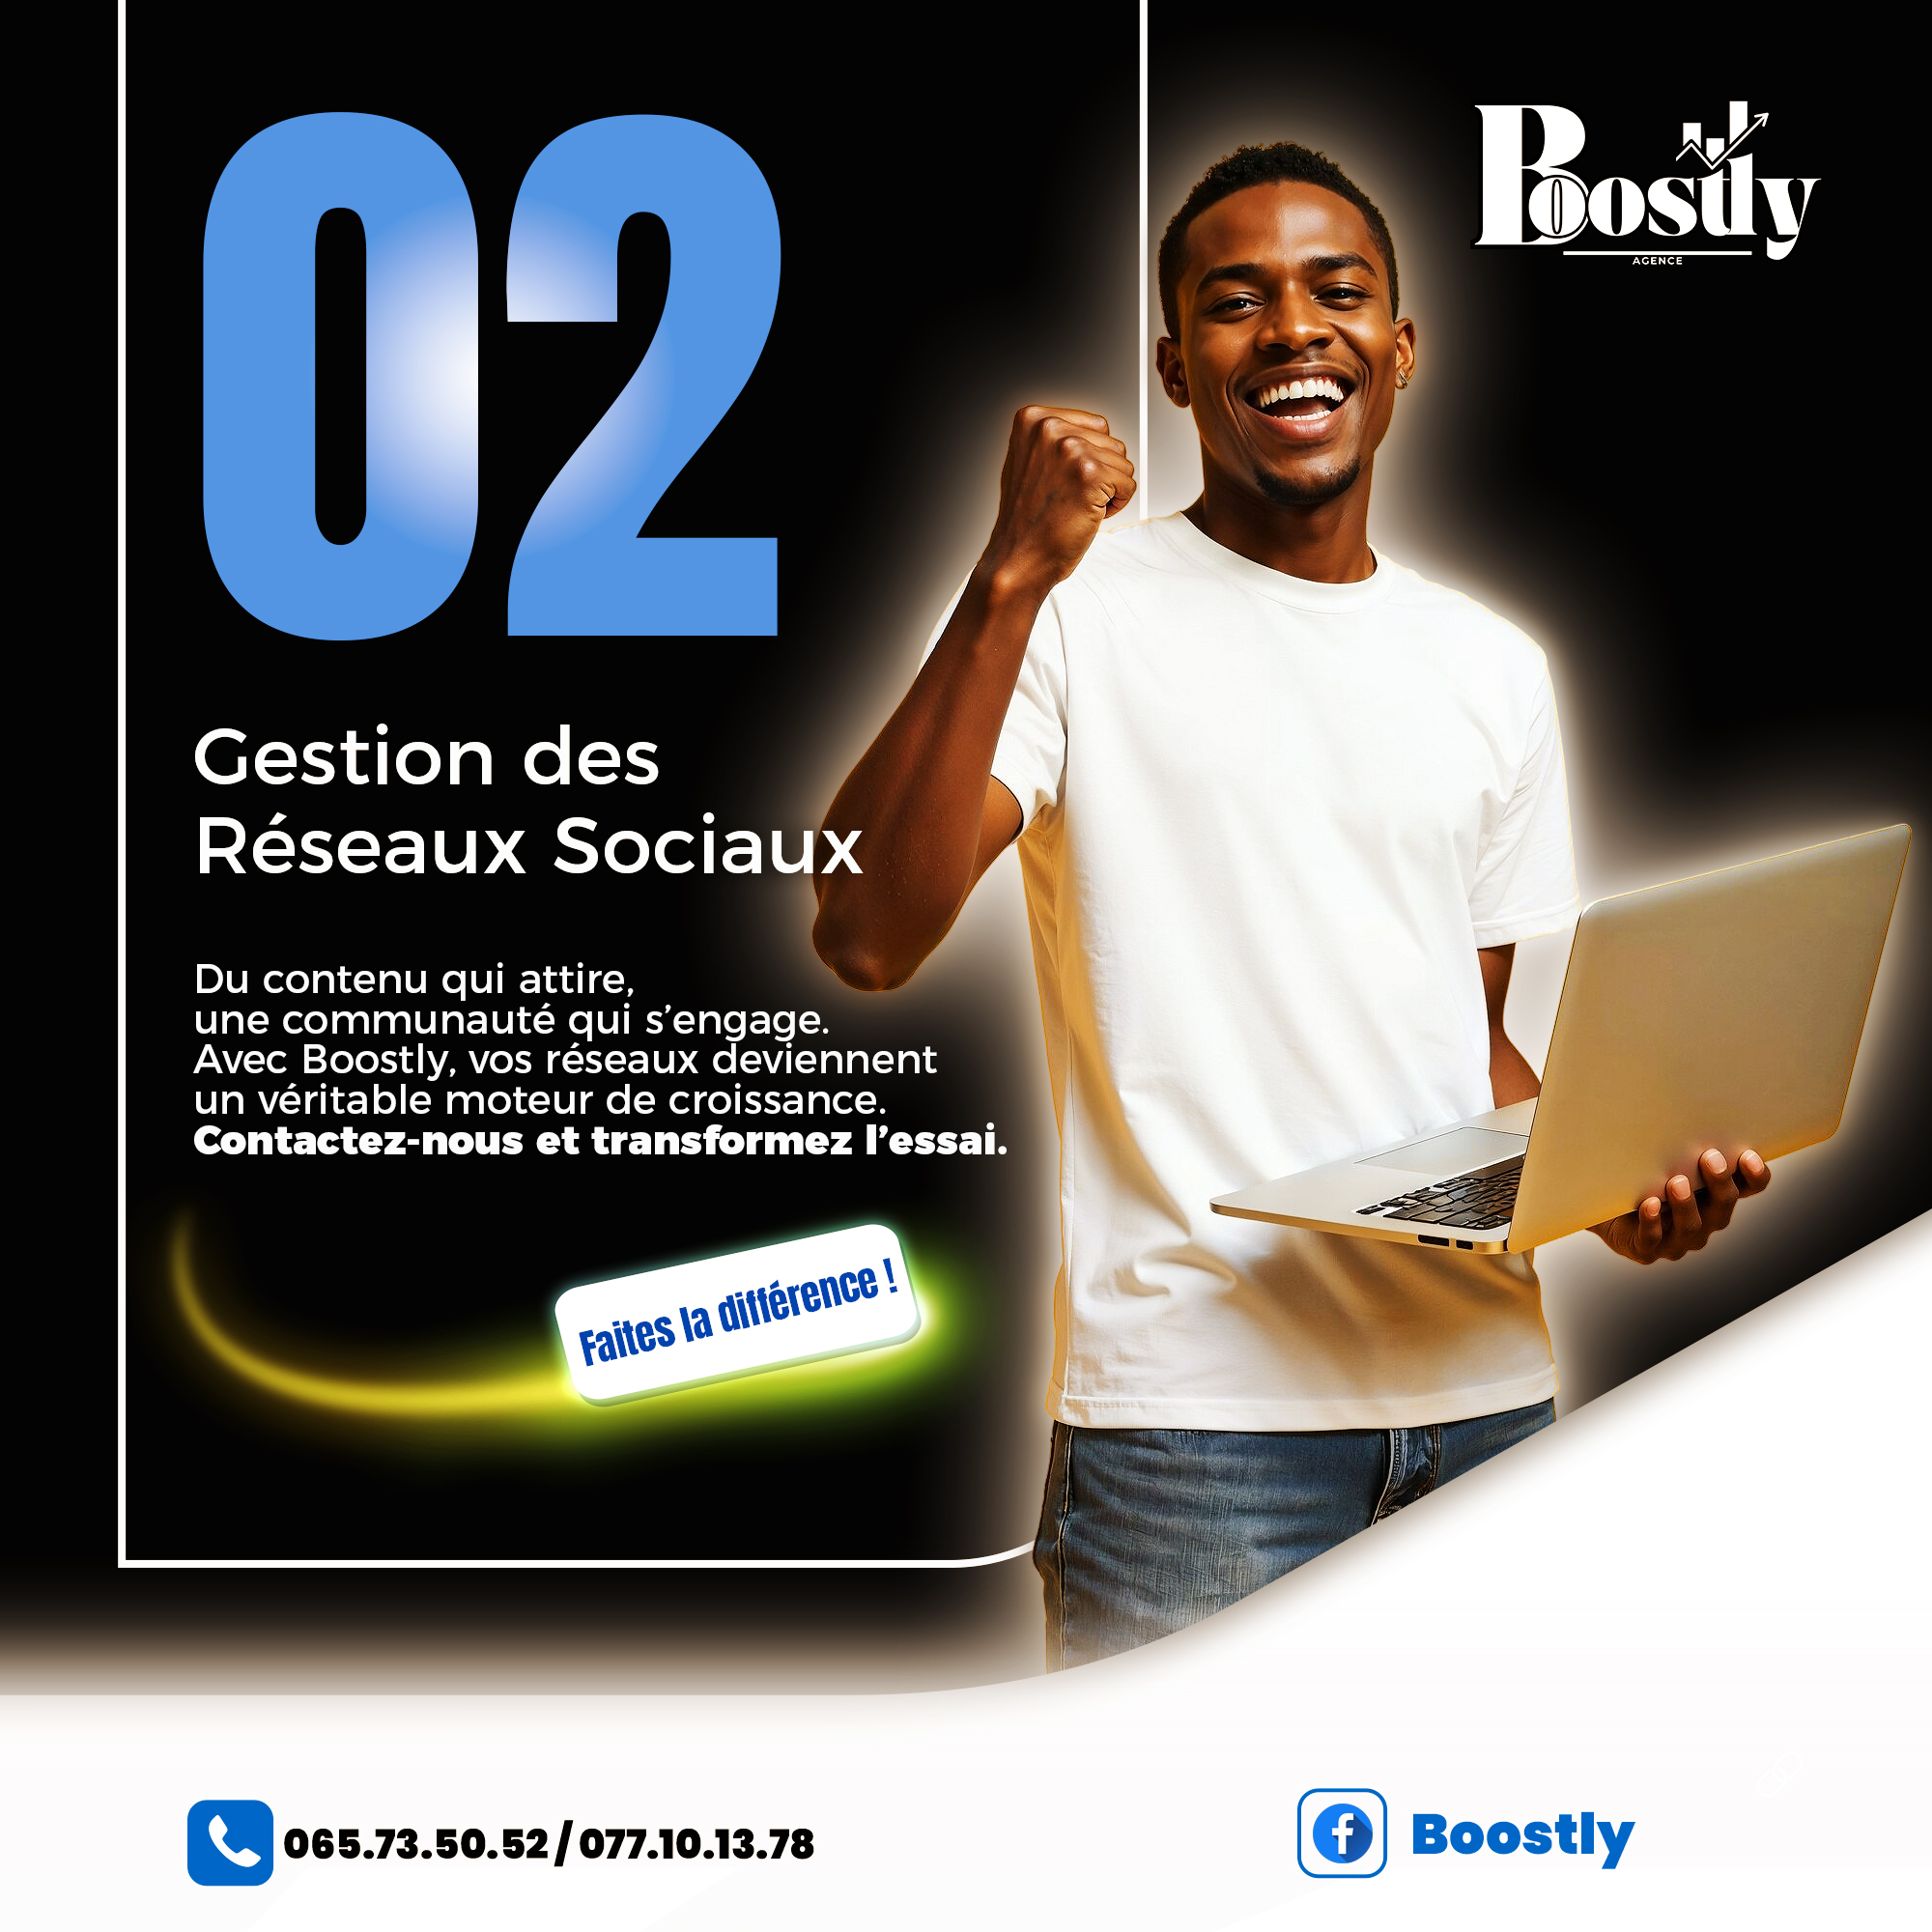 02
Boostly
AGENCE
Gestion des
Réseaux Sociaux
Du contenu qui attire,
une communauté qui s’engage.
Avec Boostly, vos réseaux deviennent
un véritable moteur de croissance.
Contactez-nous et transformez l’essai.
Faites la différence !
065.73.50.52 / 077.10.13.78
Boostly